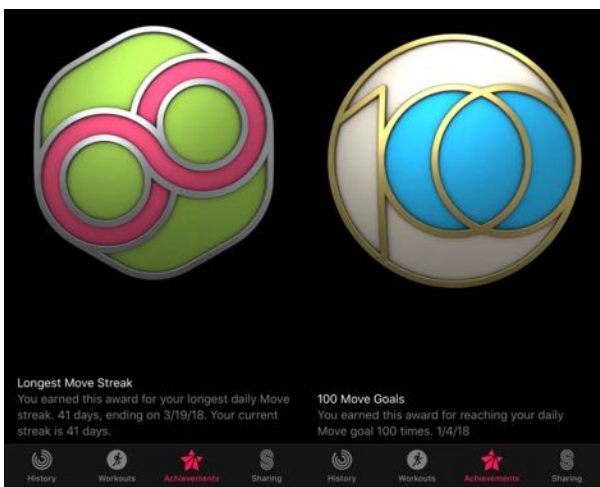 100
Longest Move Streak
You earned this award for your longest daily Move
streak. 41 days, ending on 3/19/18. Your current
streak is 41 days.
100 Move Goals
You earned this award for reaching your daily
Move goal 100 times. 1/4/18
History Workouts Achievements Sharing History Workouts Achievements Sharing